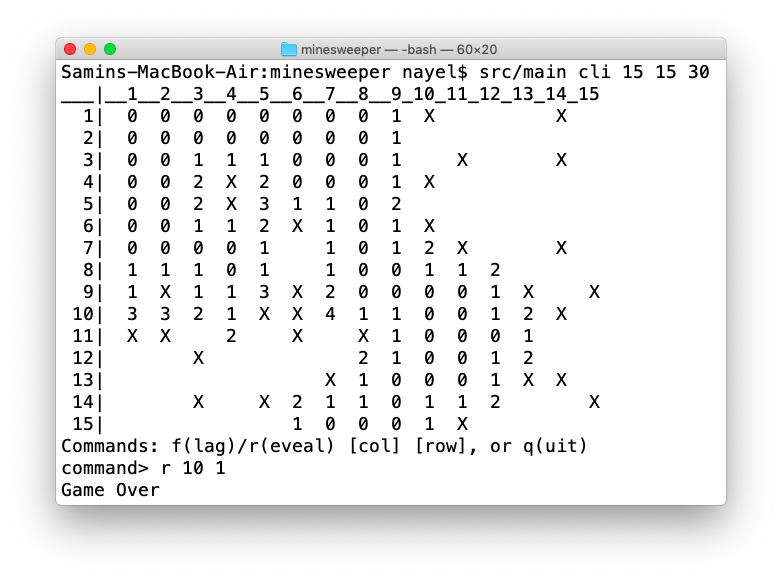 minesweeper — -bash — 60×20
Samins-MacBook-Air:minesweeper nayel$ src/main cli 15 15 30
___|__1__2__3__4__5__6__7__8__9_10_11_12_13_14_15
  1|  0  0  0  0  0  0  0  0  1  X           X
  2|  0  0  0  0  0  0  0  0  1
  3|  0  0  1  1  1  0  0  0  1     X        X
  4|  0  0  2  X  2  0  0  0  1  X
  5|  0  0  2  X  3  1  1  0  2
  6|  0  0  1  1  2  X  1  0  1  X
  7|  0  0  0  0  1     1  0  1  2  X        X
  8|  1  1  1  0  1     1  0  0  1  1  2
  9|  1  X  1  1  3  X  2  0  0  0  0  1  X     X
 10|  3  3  2  1  X  X  4  1  1  0  0  1  2  X
 11|  X  X     2     X     X  1  0  0  0  1
 12|        X              2  1  0  0  1  2
 13|                    X  1  0  0  0  1  X  X
 14|        X     X  2  1  1  0  1  1  2        X
 15|                 1  0  0  0  1  X
Commands: f(lag)/r(eveal) [col] [row], or q(uit)
command> r 10 1
Game Over